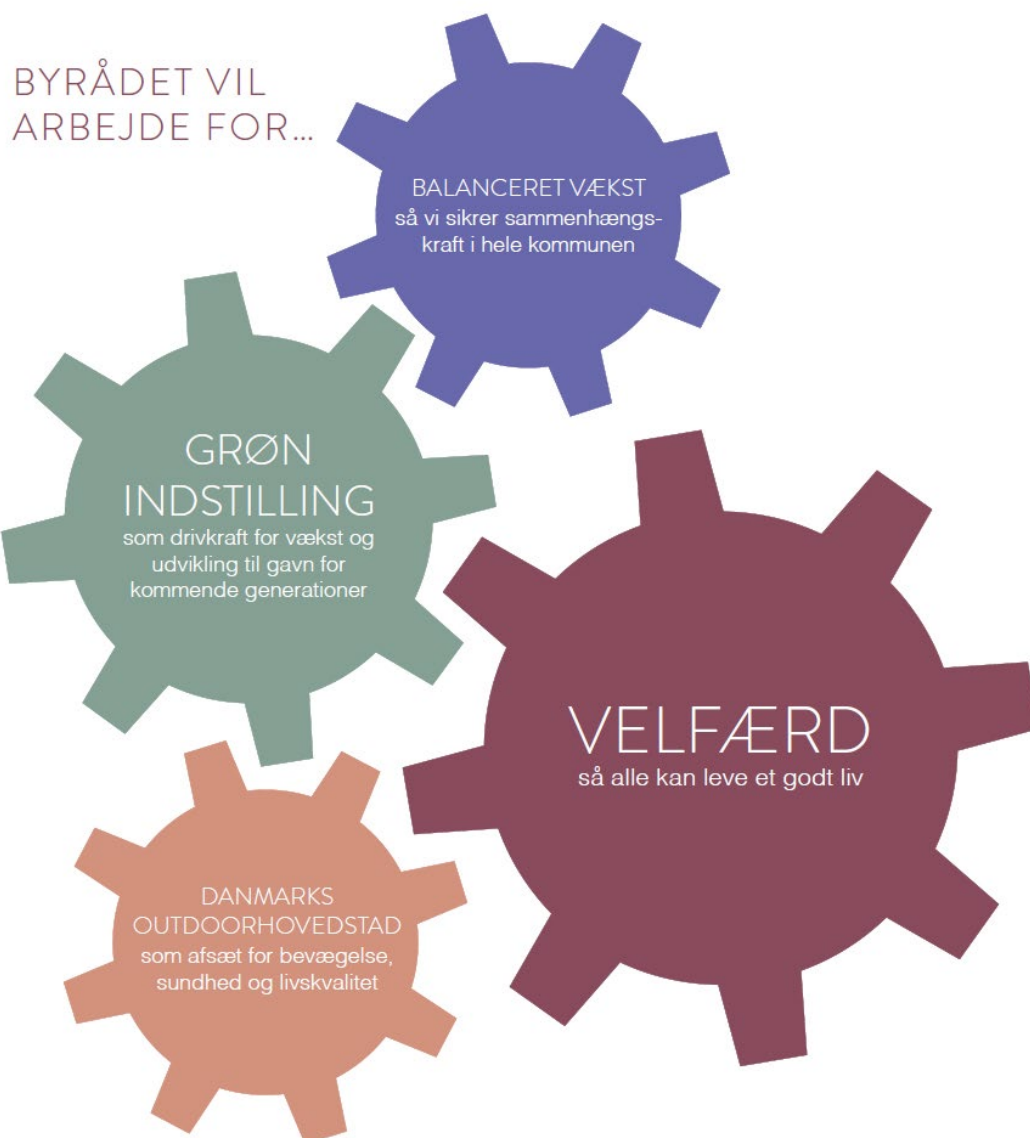 BYRÅDET VIL
ARBEJDE FOR...
BALANCERET VÆKST
så vi sikrer sammenhængs-
kraft i hele kommunen
GRØN
INDSTILLING
som drivkraft for vækst og
udvikling til gavn for
kommende generationer
VELFÆRD
så alle kan leve et godt liv
DANMARKS
OUTDOORHOVEDSTAD
som afsæt for bevægelse,
sundhed og livskvalitet